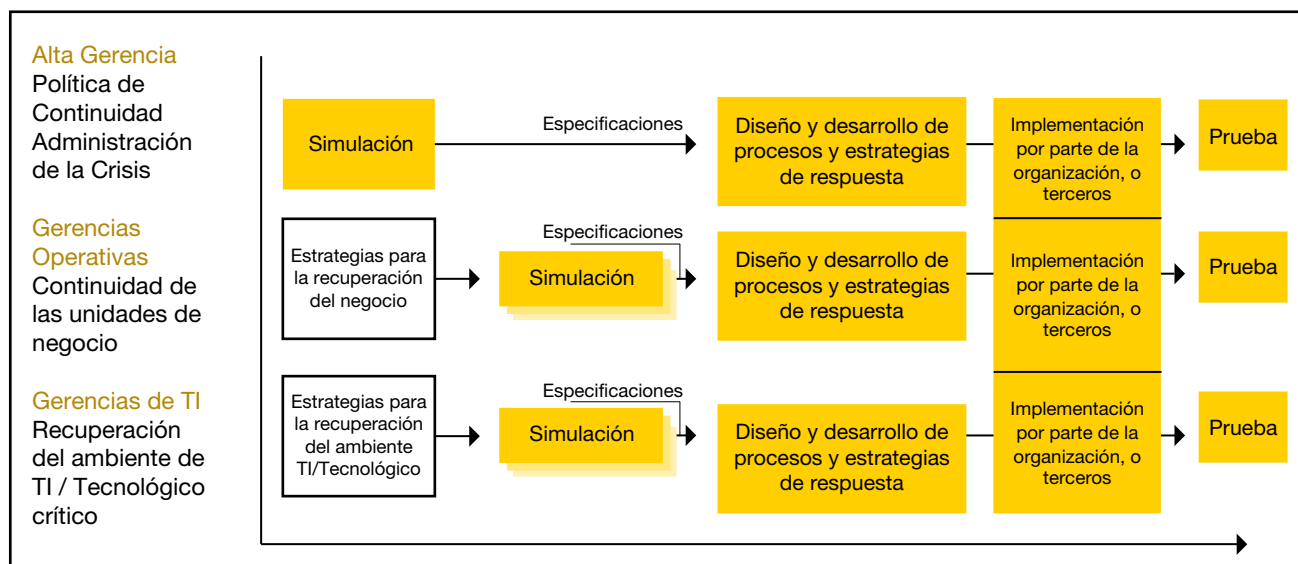 Alta Gerencia
Política de
Continuidad
Administración
de la Crisis
Simulación
Especificaciones
Diseño y desarrollo de
procesos y estrategias
de respuesta
Implementación
por parte de la
organización, o
terceros
Prueba
Gerencias
Operativas
Continuidad de
las unidades de
negocio
Estrategias para
la recuperación
del negocio
Especificaciones
Simulación
Diseño y desarrollo de
procesos y estrategias
de respuesta
Implementación
por parte de la
organización, o
terceros
Prueba
Gerencias de TI
Recuperación
del ambiente de
TI / Tecnológico
crítico
Estrategias para
la recuperación
del ambiente
TI/Tecnológico
Especificaciones
Simulación
Diseño y desarrollo de
procesos y estrategias
de respuesta
Implementación
por parte de la
organización, o
terceros
Prueba